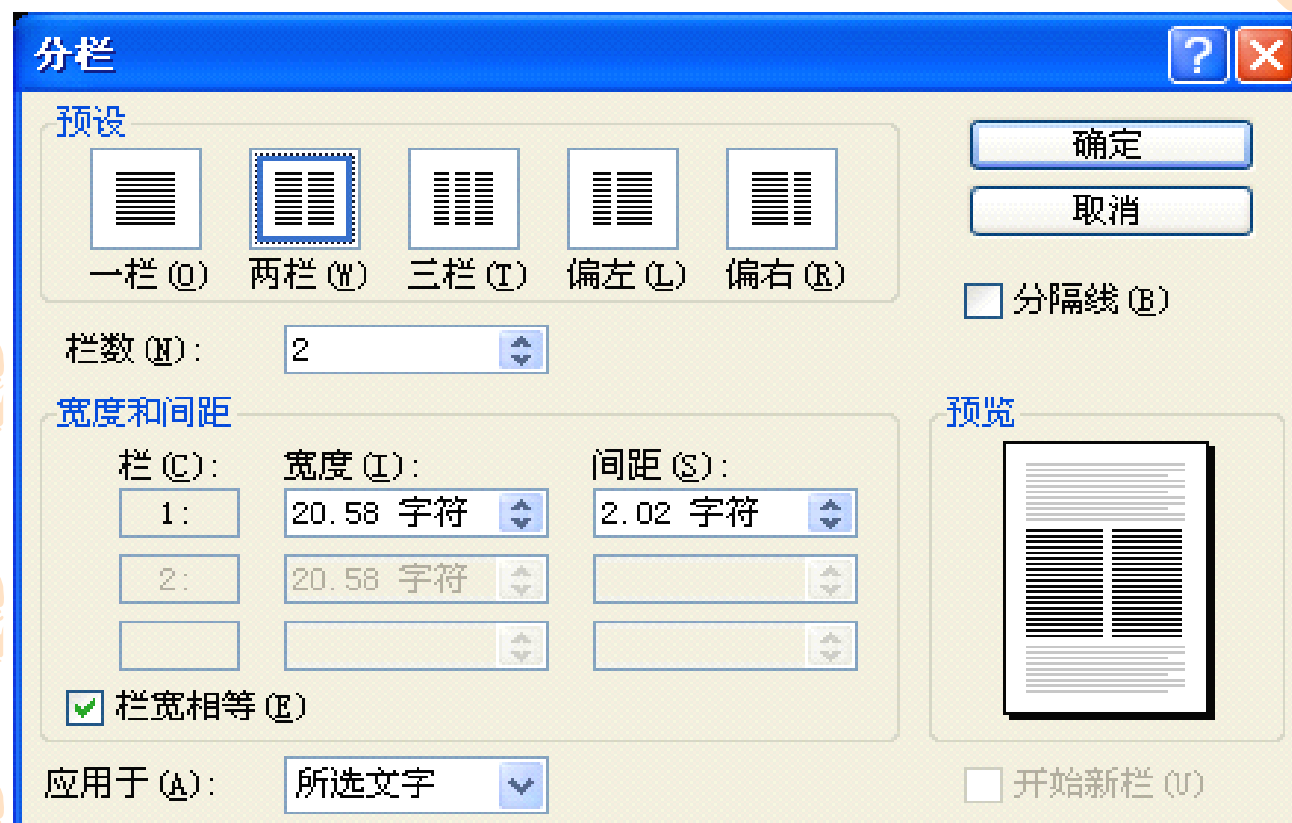 分栏
预设
一栏(O) 两栏(W) 三栏(T) 偏左(L) 偏右(R)
确定
取消
分隔线(B)
栏数(N): 2
宽度和间距
预览
栏(C): 宽度(I): 间距(S):
1: 20.58 字符 2.02 字符
2: 20.58 字符
栏宽相等(E)
应用于(A): 所选文字
开始新栏(U)